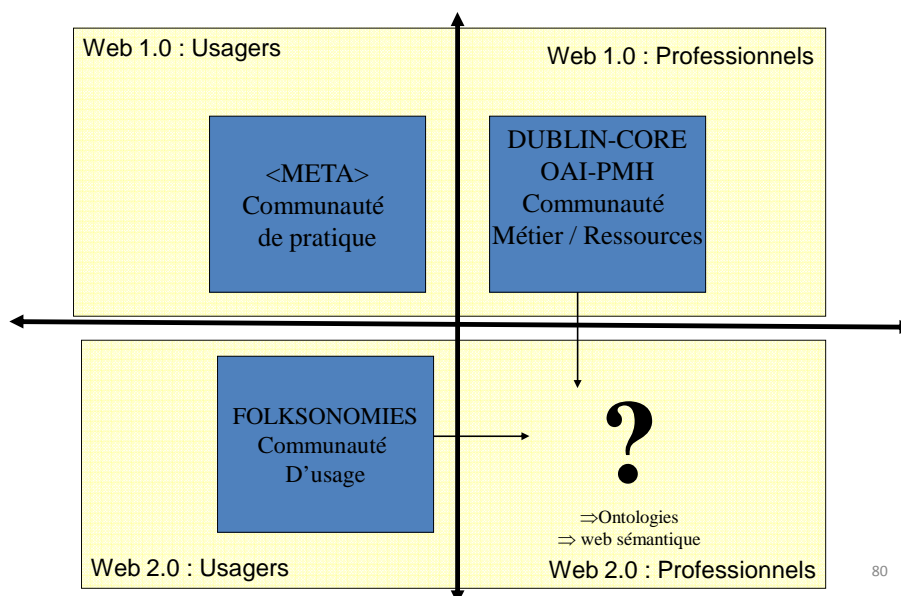 Web 1.0 : Usagers
Web 1.0 : Professionnels
<META>
Communauté
de pratique
DUBLIN-CORE
OAI-PMH
Communauté
Métier / Ressources
FOLKSONOMIES
Communauté
D’usage
?
⇒Ontologies
⇒ web sémantique
Web 2.0 : Usagers
Web 2.0 : Professionnels
80